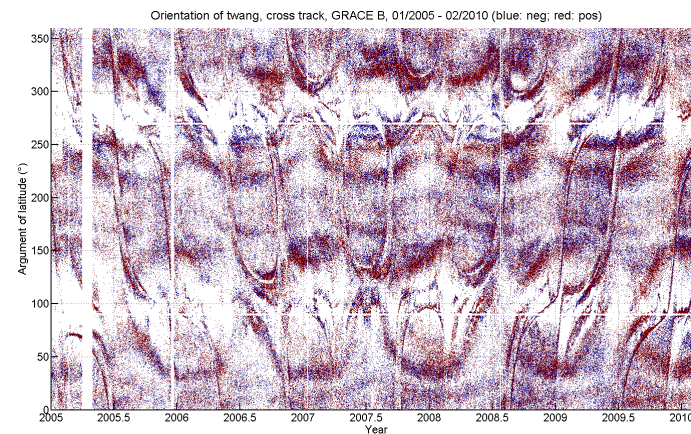 Orientation of twang, cross track, GRACE B, 01/2005 - 02/2010 (blue: neg; red: pos)
Argument of latitude (°)
350
300
250
200
150
100
50
0
2005 2005.5 2006 2006.5 2007 2007.5 2008 2008.5 2009 2009.5 2010
Year